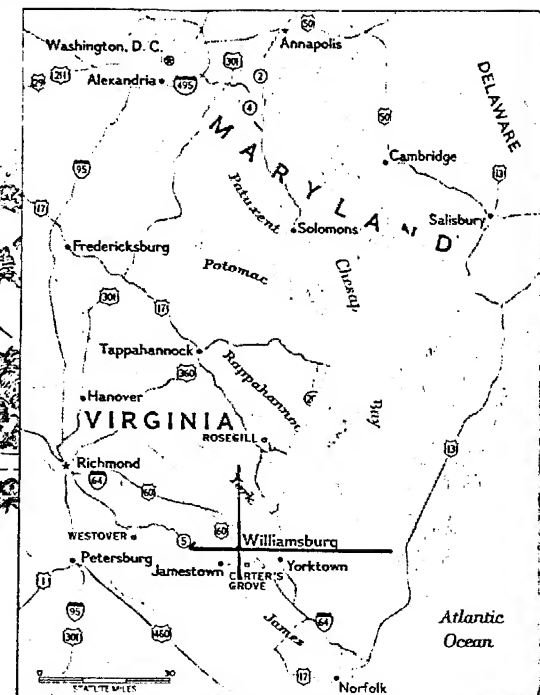 50
Washington, D. C.
Annapolis
301
2
29
211
Alexandria
495
4
DELAWARE
50
MARYLAND
95
Cambridge
13
Patuxent
17
Solomons
Salisbury
Fredericksburg
Potomac
Chesap
301
17
Tappahannock
360
Rappahannoc
Hanover
Bay
VIRGINIA
ROSEGILL
13
Richmond
64
York
60
WESTOVER
5
60
Williamsburg
Petersburg
Jamestown
Yorktown
CARTER'S
GROVE
1
95
James
64
Atlantic
Ocean
301
460
0
30
STATUTE MILES
17
Norfolk